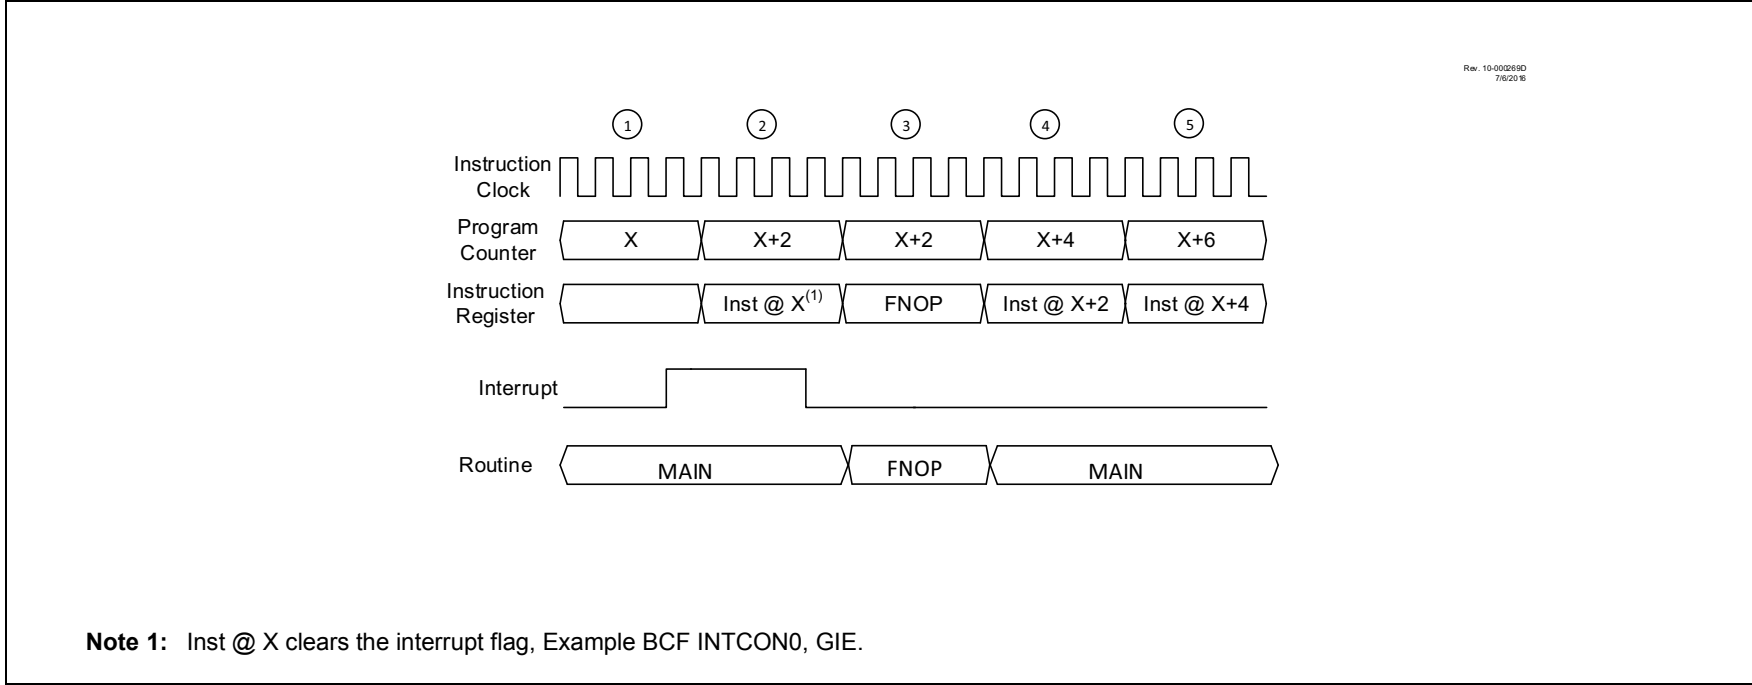 Rev. 10-000269D
7/6/2016
1 2 3 4 5
Instruction
Clock
Program
Counter
X X+2 X+2 X+4 X+6
Instruction
Register
Inst @ X(1) FNOP Inst @ X+2 Inst @ X+4
Interrupt
Routine
MAIN FNOP MAIN
Note 1: Inst @ X clears the interrupt flag, Example BCF INTCON0, GIE.